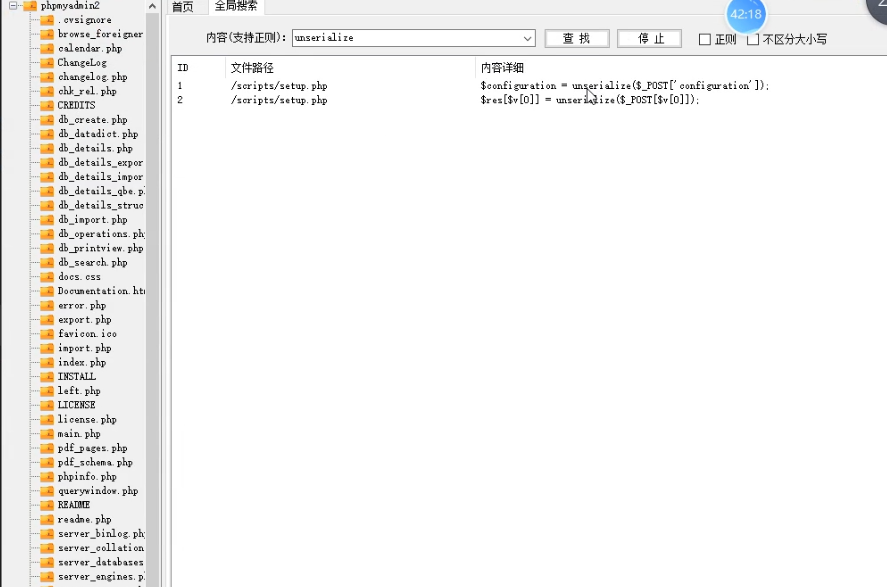 phpmyadmin2
首页 全局搜索
42:18
内容(支持正则): unserialize 查 找 停 止 正则 不区分大小写
ID 文件路径 内容详细
1 /scripts/setup.php $configuration = unserialize($_POST['configuration']);
2 /scripts/setup.php $res[$v[0]] = unserialize($_POST[$v[0]]);
.cvsignore
browse_foreigner
calendar.php
ChangeLog
changelog.php
chk_rel.php
CREDITS
db_create.php
db_datadict.php
db_details.php
db_details_expor
db_details_impor
db_details_qbe.p
db_details_struc
db_import.php
db_operations.ph
db_printview.php
db_search.php
docs.css
Documentation.ht
error.php
export.php
favicon.ico
import.php
index.php
INSTALL
left.php
LICENSE
license.php
main.php
pdf_pages.php
pdf_schema.php
phpinfo.php
querywindow.php
README
readme.php
server_binlog.ph
server_collation
server_databases
server_engines.p